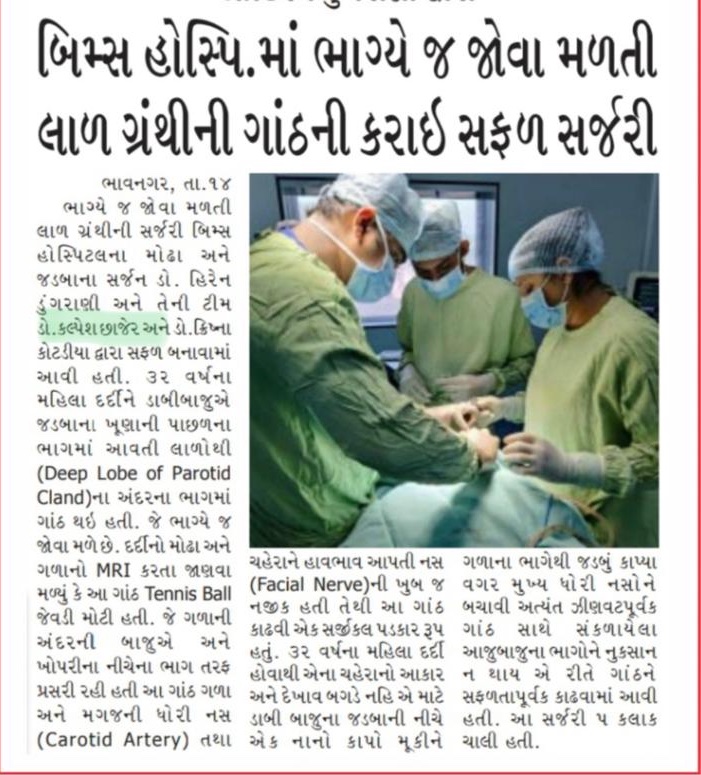 બિમ્સ હોસ્પિ.માં ભાગ્યે જ જોવા મળતી
લાળ ગ્રંથીની ગાંઠની કરાઇ સફળ સર્જરી
ભાવનગર, તા.૧૪
ભાગ્યે જ જોવા મળતી
લાળ ગ્રંથીની સર્જરી બિમ્સ
હોસ્પિટલના મોઢા અને
જડબાના સર્જન ડો. હિરેન
ડુંગરાણી અને તેની ટીમ
ડો.કલ્પેશ છાજેર અને ડો.ક્રિષ્ના
કોટડીયા દ્વારા સફળ બનાવામાં
આવી હતી. ૩૨ વર્ષના
મહિલા દર્દીને ડાબીબાજુએ
જડબાના ખૂણાની પાછળના
ભાગમાં આવતી લાળોથી
(Deep Lobe of Parotid
Cland)ના અંદરના ભાગમાં
ગાંઠ થઇ હતી. જે ભાગ્યે જ
જોવા મળે છે. દર્દીનો મોઢા અને
ગળાનો MRI કરતા જાણવા
મળ્યું કે આ ગાંઠ Tennis Ball
જેવડી મોટી હતી. જે ગળાની
અંદરની બાજુએ અને
ખોપરીના નીચેના ભાગ તરફ
પ્રસરી રહી હતી આ ગાંઠ ગળા
અને મગજની ધોરી નસ
(Carotid Artery) તથા
ચહેરાને હાવભાવ આપતી નસ
(Facial Nerve)ની ખુબ જ
નજીક હતી તેથી આ ગાંઠ
કાઢવી એક સર્જીકલ પડકાર રૂપ
હતું. ૩૨ વર્ષના મહિલા દર્દી
હોવાથી એના ચહેરાનો આકાર
અને દેખાવ બગડે નહિ એ માટે
ડાબી બાજુના જડબાની નીચે
એક નાનો કાપો મૂકીને
ગળાના ભાગેથી જડબું કાપ્યા
વગર મુખ્ય ધોરી નસોને
બચાવી અત્યંત ઝીણવટપૂર્વક
ગાંઠ સાથે સંકળાયેલા
આજુબાજુના ભાગોને નુકસાન
ન થાય એ રીતે ગાંઠને
સફળતાપૂર્વક કાઢવામાં આવી
હતી. આ સર્જરી ૫ કલાક
ચાલી હતી.